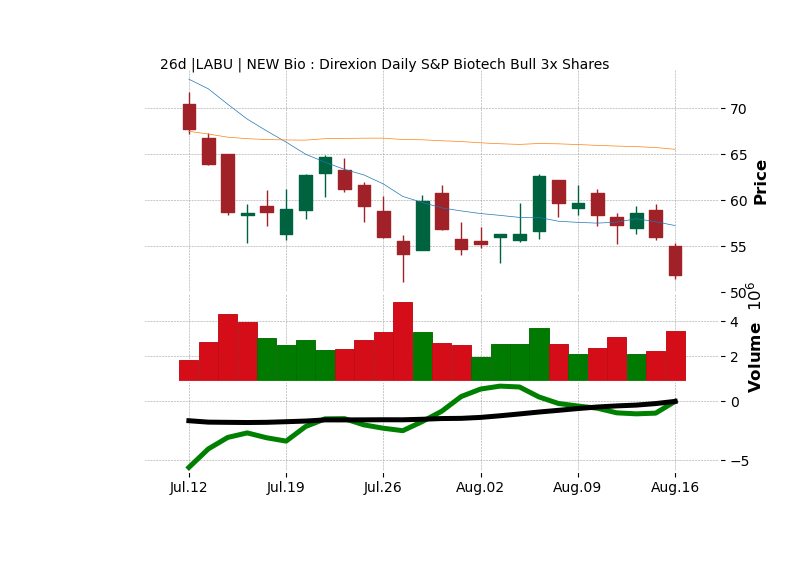 26d |LABU | NEW Bio : Direxion Daily S&P Biotech Bull 3x Shares
70
65
60
55
50
Price
4
2
Volume 10^6
0
−5
Jul.12 Jul.19 Jul.26 Aug.02 Aug.09 Aug.16